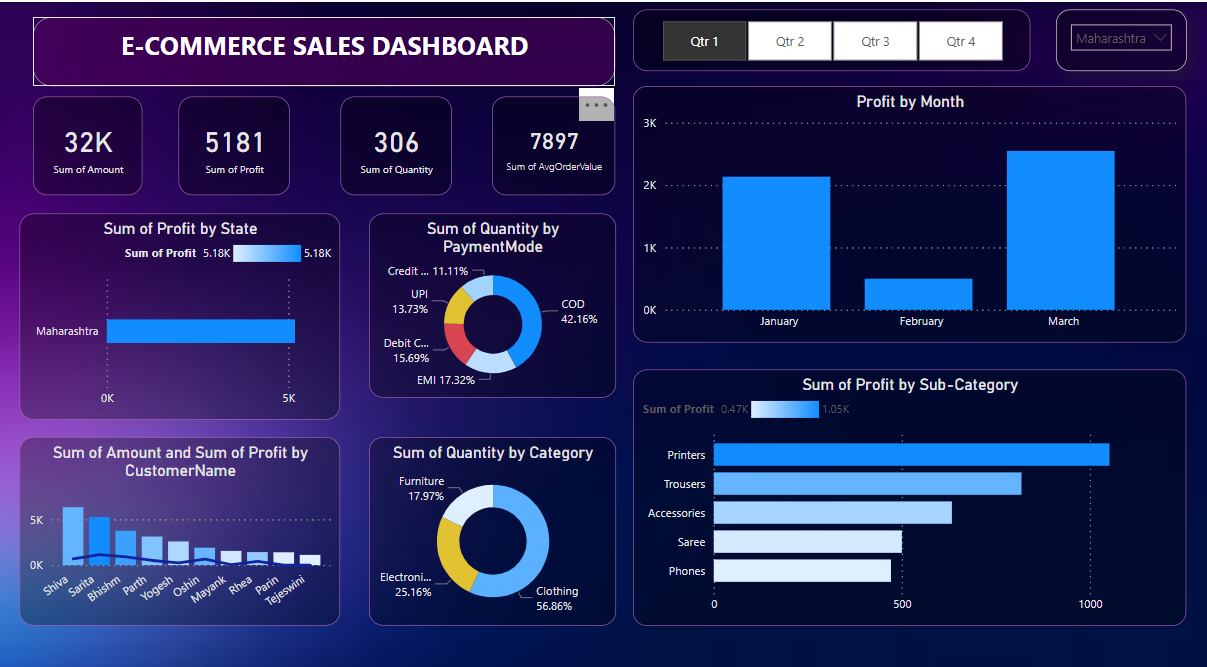 E-COMMERCE SALES DASHBOARD
Qtr 1
Qtr 2
Qtr 3
Qtr 4
Maharashtra
32K
Sum of Amount
5181
Sum of Profit
306
Sum of Quantity
7897
Sum of AvgOrderValue
Profit by Month
3K
2K
1K
0K
January
February
March
Sum of Profit by State
Sum of Profit 5.18K 5.18K
Maharashtra
0K
5K
Sum of Quantity by
PaymentMode
Credit ... 11.11%
UPI
13.73%
Debit C...
15.69%
EMI 17.32%
COD
42.16%
Sum of Profit by Sub-Category
Sum of Profit 0.47K 1.05K
Printers
Trousers
Accessories
Saree
Phones
0
500
1000
Sum of Amount and Sum of Profit by
CustomerName
5K
0K
Shiva
Sarita
Bhishm
Parth
Yogesh
Oshin
Mayank
Rhea
Parin
Tejeswini
Sum of Quantity by Category
Furniture
17.97%
Electroni...
25.16%
Clothing
56.86%